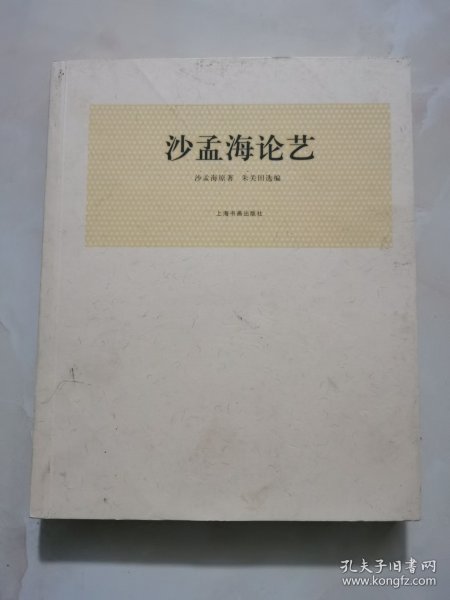 沙孟海论艺
沙孟海原著 朱关田选编
上海书画出版社
孔夫子旧书网
www.kongfz.com